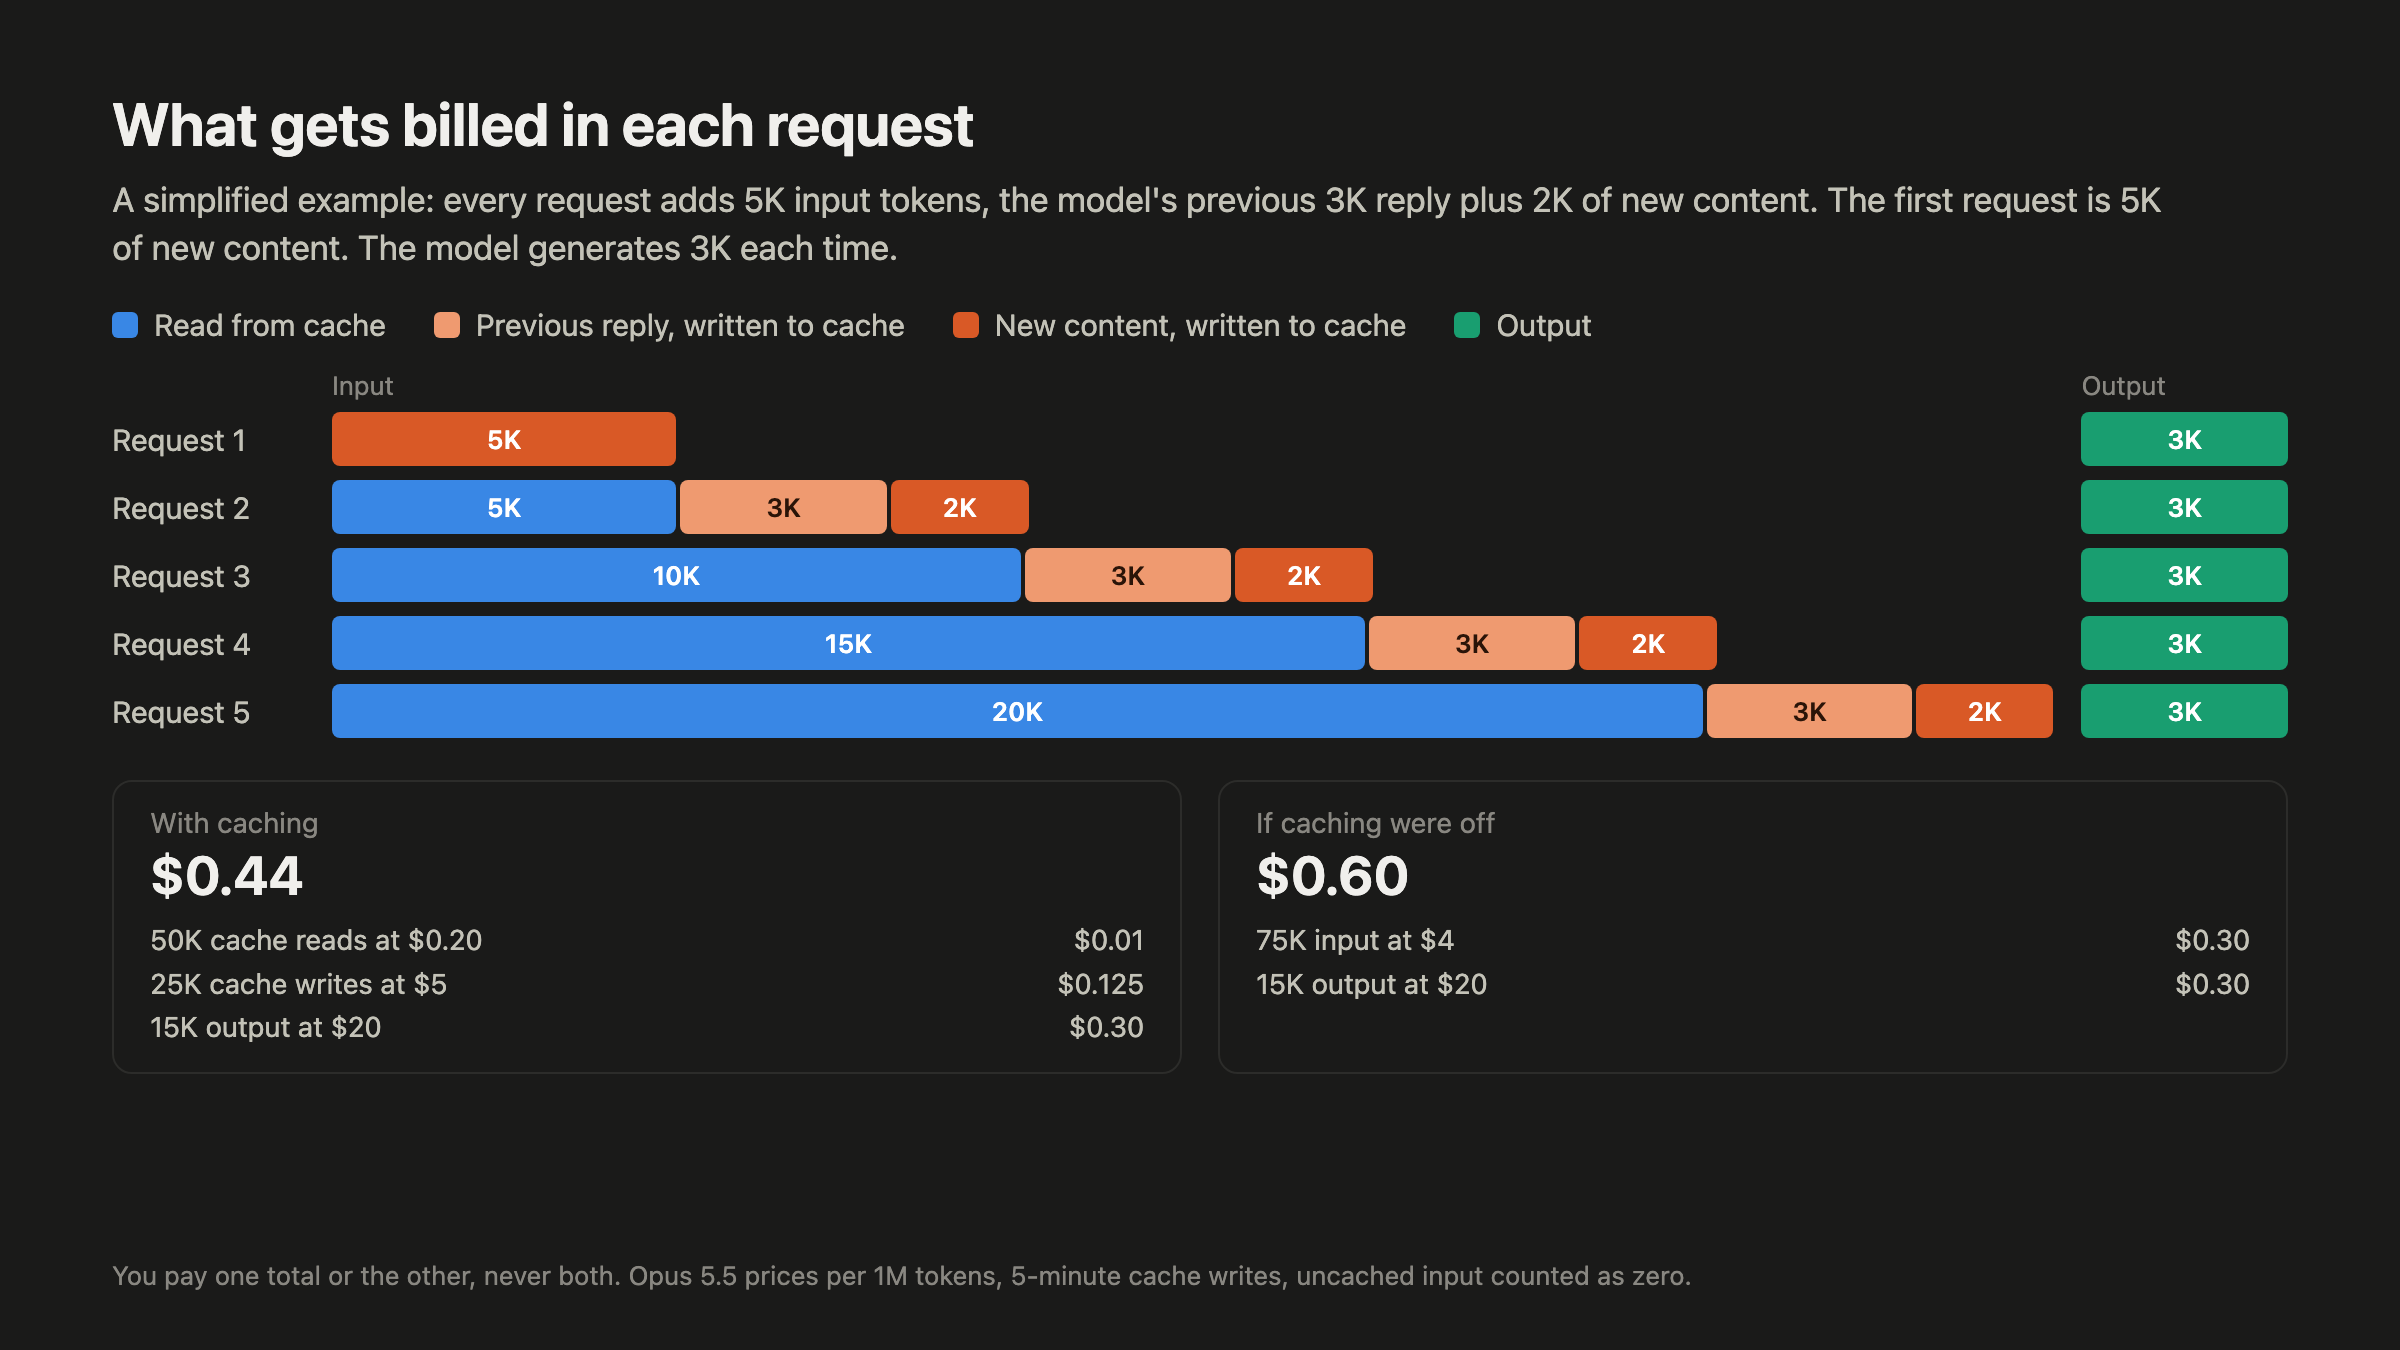 What gets billed in each request
A simplified example: every request adds 5K input tokens, the model's previous 3K reply plus 2K of new content. The first request is 5K
of new content. The model generates 3K each time.
Read from cache Previous reply, written to cache New content, written to cache Output
Input Output
Request 1 5K 3K
Request 2 5K 3K 2K 3K
Request 3 10K 3K 2K 3K
Request 4 15K 3K 2K 3K
Request 5 20K 3K 2K 3K
With caching
$0.44
50K cache reads at $0.20 $0.01
25K cache writes at $5 $0.125
15K output at $20 $0.30
If caching were off
$0.60
75K input at $4 $0.30
15K output at $20 $0.30
You pay one total or the other, never both. Opus 5.5 prices per 1M tokens, 5-minute cache writes, uncached input counted as zero.